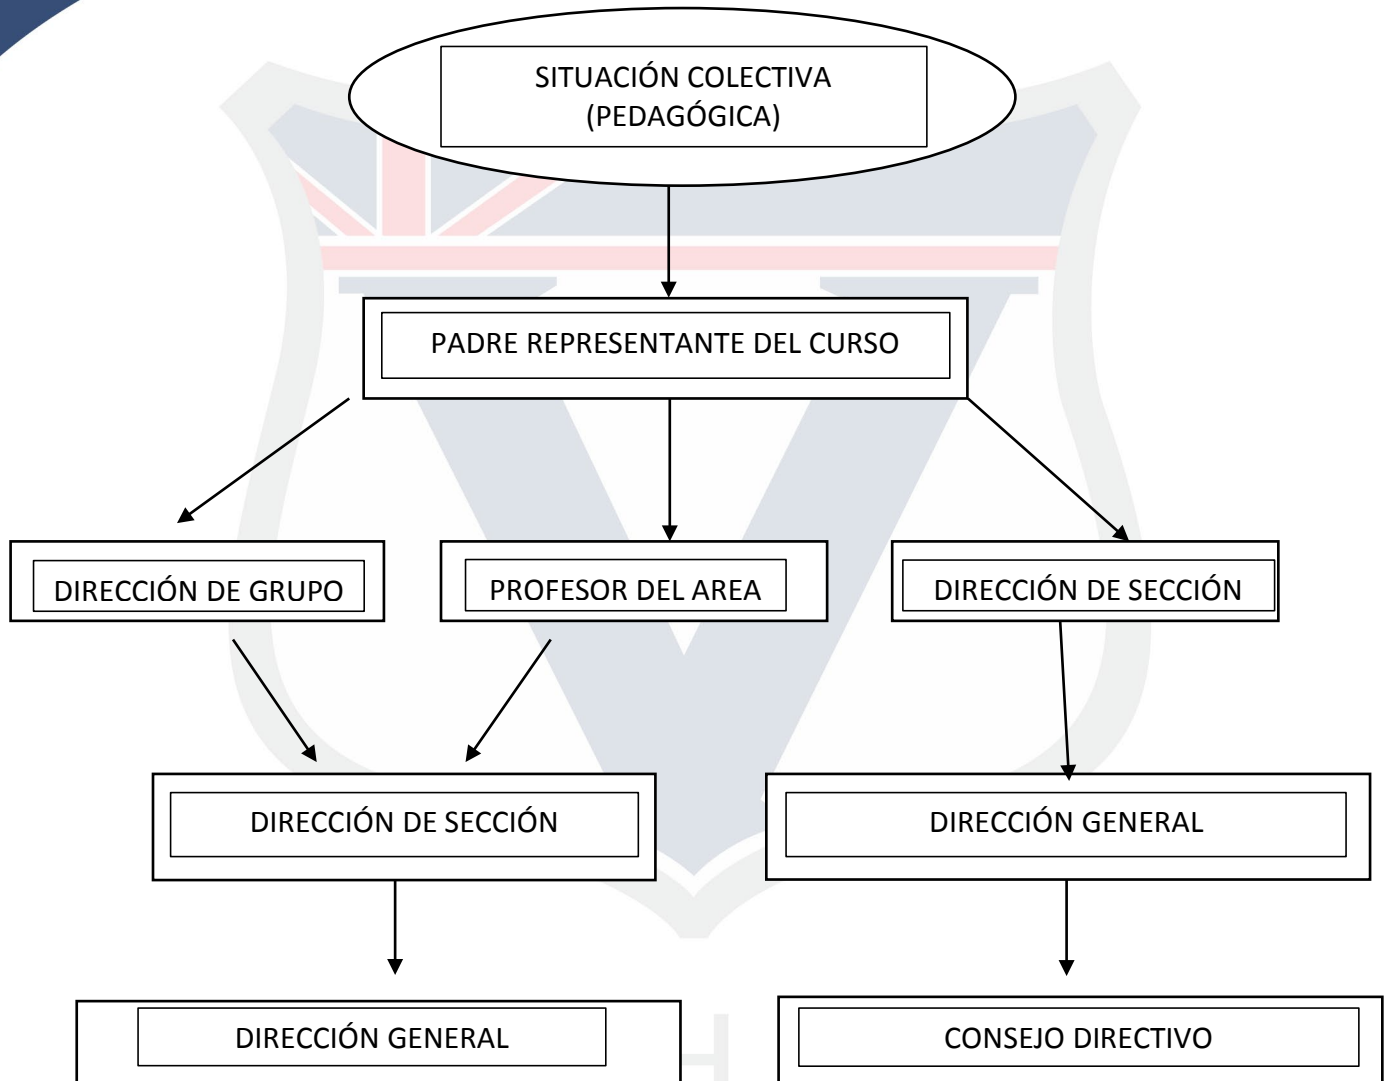 SITUACIÓN COLECTIVA
(PEDAGÓGICA)
PADRE REPRESENTANTE DEL CURSO
DIRECCIÓN DE GRUPO
PROFESOR DEL AREA
DIRECCIÓN DE SECCIÓN
DIRECCIÓN DE SECCIÓN
DIRECCIÓN GENERAL
DIRECCIÓN GENERAL
CONSEJO DIRECTIVO